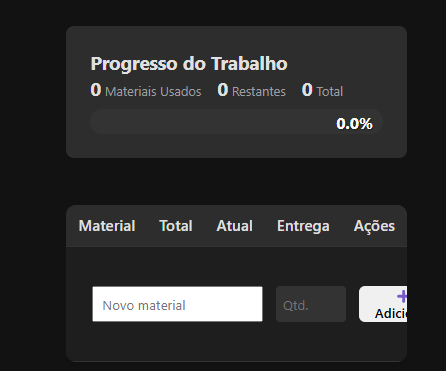 Progresso do Trabalho
0 Materiais Usados 0 Restantes 0 Total
0.0%
Material Total Atual Entrega Ações
Novo material Qtd. +
Adicio